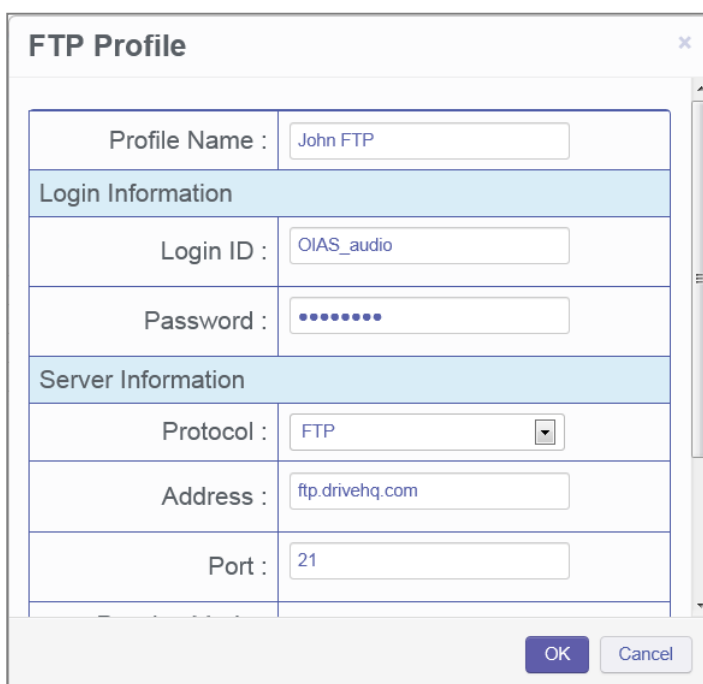 FTP Profile ×
Profile Name : John FTP
Login Information
Login ID : OIAS_audio
Password : ••••••••
Server Information
Protocol : FTP
Address : ftp.drivehq.com
Port : 21
OK Cancel